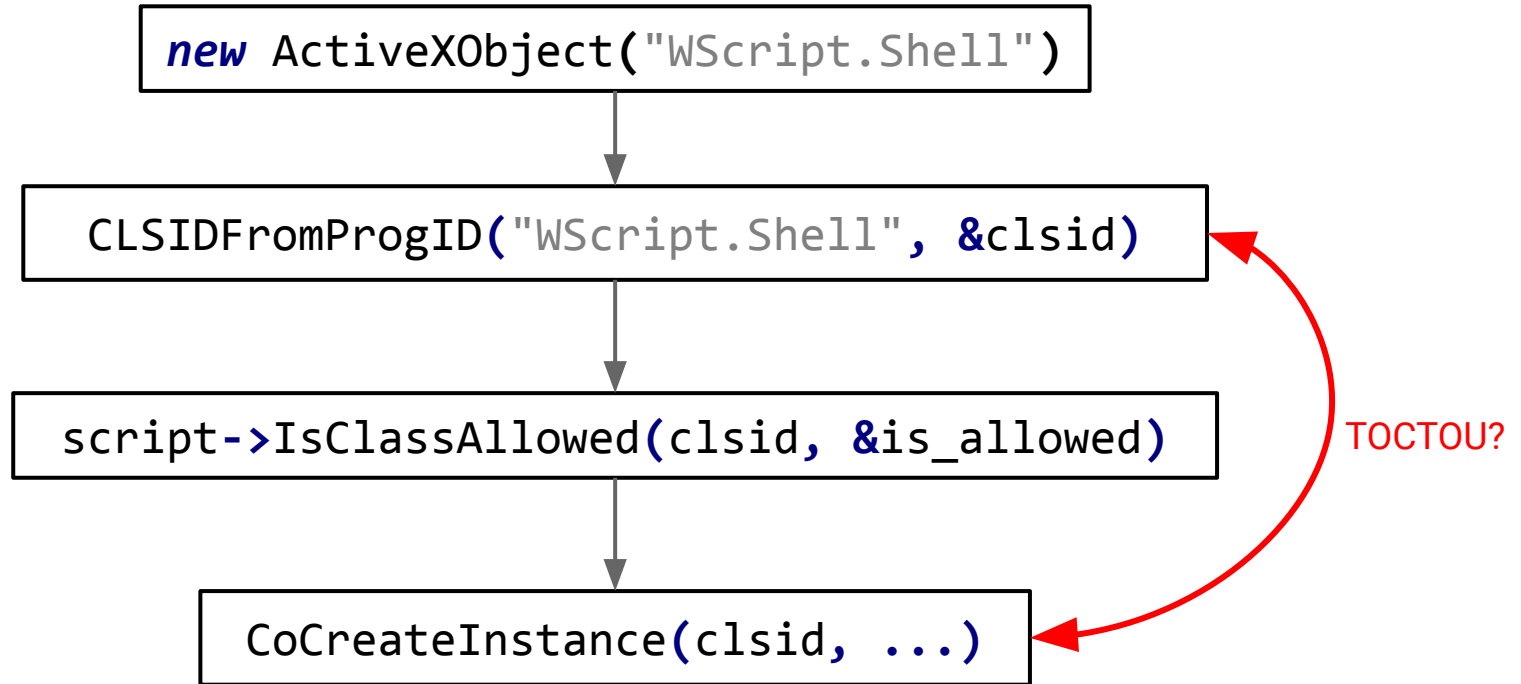 new ActiveXObject("WScript.Shell")
CLSIDFromProgID("WScript.Shell", &clsid)
script->IsClassAllowed(clsid, &is_allowed)
TOCTOU?
CoCreateInstance(clsid, ...)